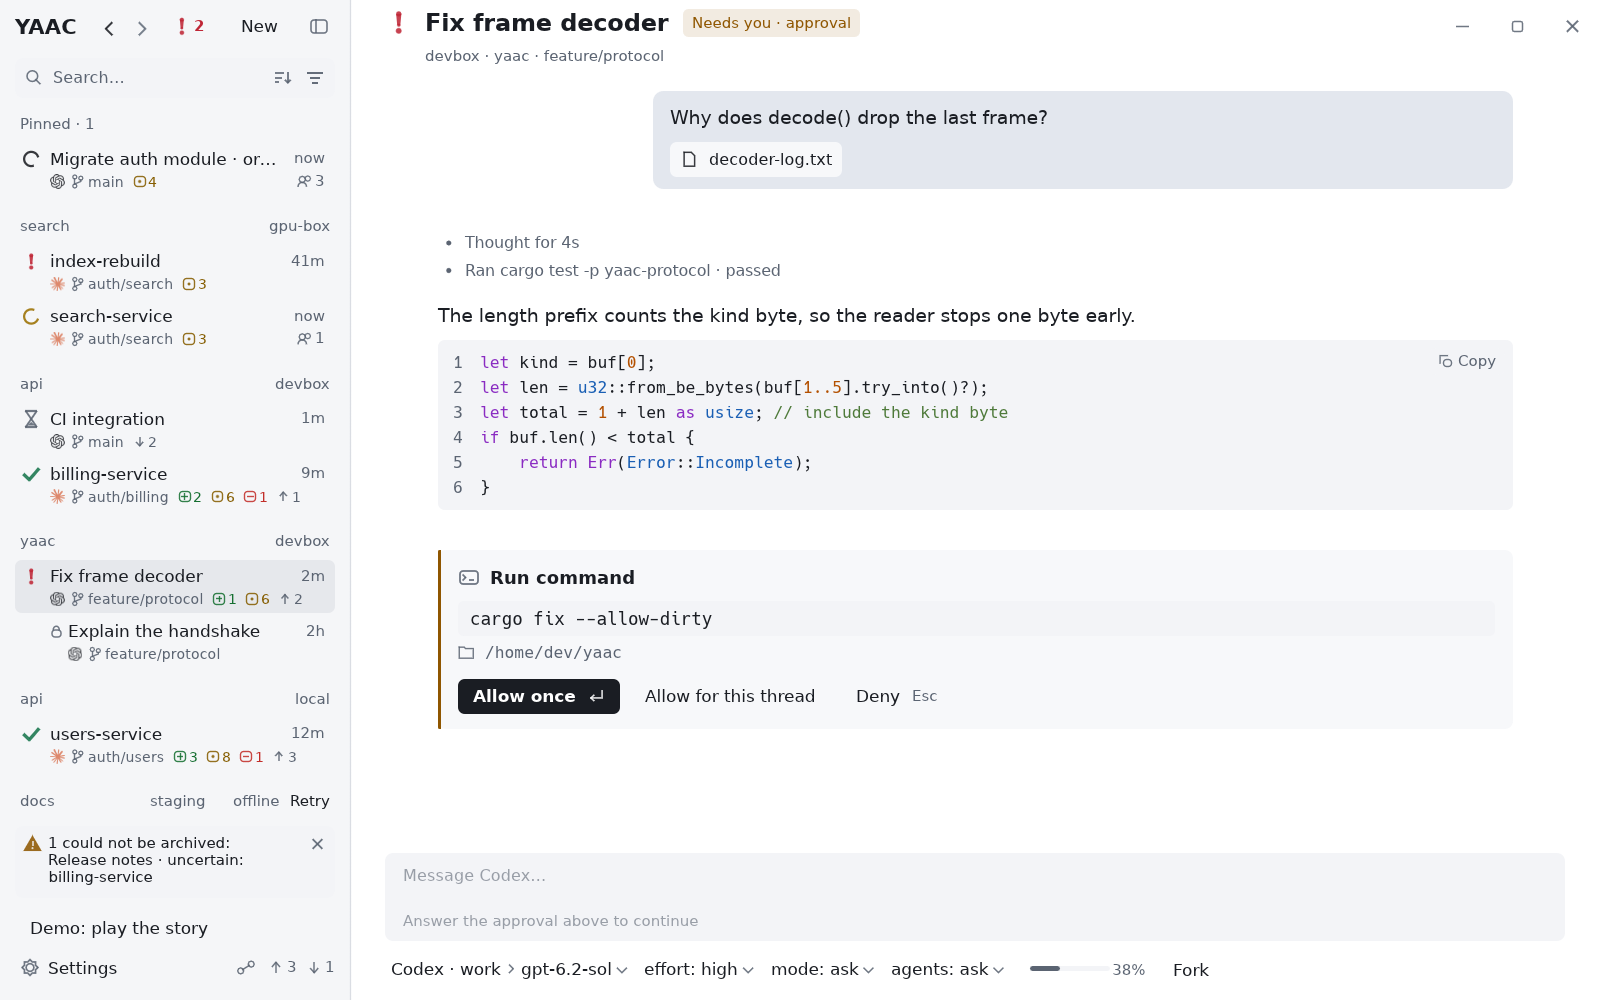 YAAC 2 New
Search...
Pinned · 1
Migrate auth module · or... now
main 4 3
search gpu-box
index-rebuild 41m
auth/search 3
search-service now
auth/search 3 1
api devbox
CI integration 1m
main ↓2
billing-service 9m
auth/billing 2 6 1 ↑1
yaac devbox
Fix frame decoder 2m
feature/protocol 1 6 ↑2
Explain the handshake 2h
feature/protocol
api local
users-service 12m
auth/users 3 8 1 ↑3
docs staging offline Retry
1 could not be archived:
Release notes · uncertain:
billing-service
Demo: play the story
Settings ↑3 ↓1
Fix frame decoder Needs you · approval
devbox · yaac · feature/protocol
Why does decode() drop the last frame?
decoder-log.txt
• Thought for 4s
• Ran cargo test -p yaac-protocol · passed
The length prefix counts the kind byte, so the reader stops one byte early.
Copy
1 let kind = buf[0];
2 let len = u32::from_be_bytes(buf[1..5].try_into()?);
3 let total = 1 + len as usize; // include the kind byte
4 if buf.len() < total {
5     return Err(Error::Incomplete);
6 }
Run command
cargo fix --allow-dirty
/home/dev/yaac
Allow once ↵ Allow for this thread Deny Esc
Message Codex...
Answer the approval above to continue
Codex · work › gpt-6.2-sol effort: high mode: ask agents: ask 38% Fork